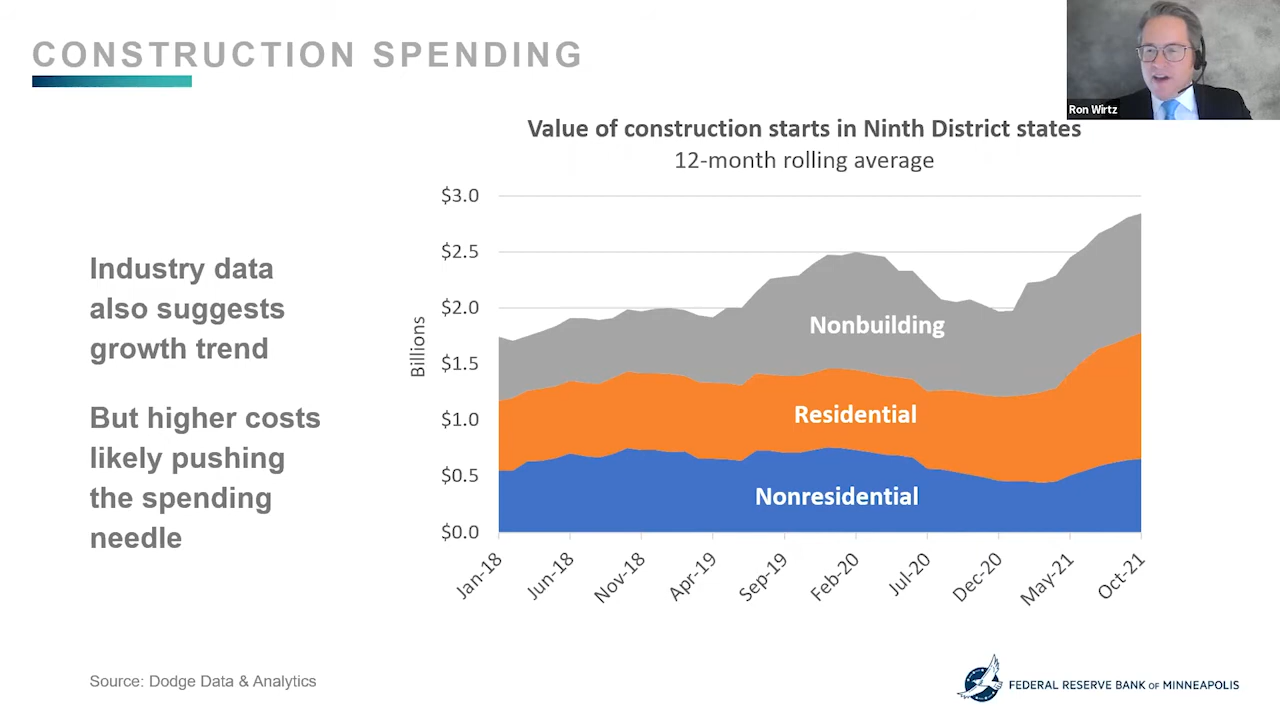 CONSTRUCTION SPENDING
Ron Wirtz
Value of construction starts in Ninth District states
12-month rolling average
Industry data
also suggests
growth trend
But higher costs
likely pushing
the spending
needle
Billions
$3.0
$2.5
$2.0
$1.5
$1.0
$0.5
$0.0
Nonbuilding
Residential
Nonresidential
Jan-18
Jun-18
Nov-18
Apr-19
Sep-19
Feb-20
Jul-20
Dec-20
May-21
Oct-21
Source: Dodge Data & Analytics
FEDERAL RESERVE BANK OF MINNEAPOLIS